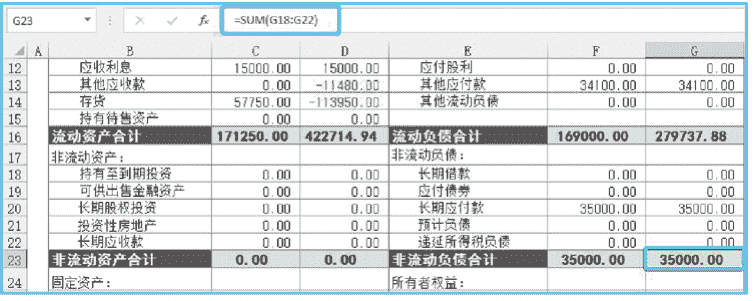 G23 fx =SUM(G18:G22)
A B C D E F G
12 应收利息 15000.00 15000.00 应付股利 0.00 0.00
13 其他应收款 0.00 -11480.00 其他应付款 34100.00 34100.00
14 存货 57750.00 -113950.00 其他流动负债 0.00 0.00
15 持有待售资产 0.00 0.00
16 流动资产合计 171250.00 422714.94 流动负债合计 169000.00 279737.88
17 非流动资产: 非流动负债:
18 持有至到期投资 0.00 0.00 长期借款 0.00 0.00
19 可供出售金融资产 0.00 0.00 应付债券 0.00 0.00
20 长期股权投资 0.00 0.00 长期应付款 35000.00 35000.00
21 投资性房地产 0.00 0.00 预计负债 0.00 0.00
22 长期应收款 0.00 0.00 递延所得税负债 0.00 0.00
23 非流动资产合计 0.00 0.00 非流动负债合计 35000.00 35000.00
24 固定资产: 所有者权益: